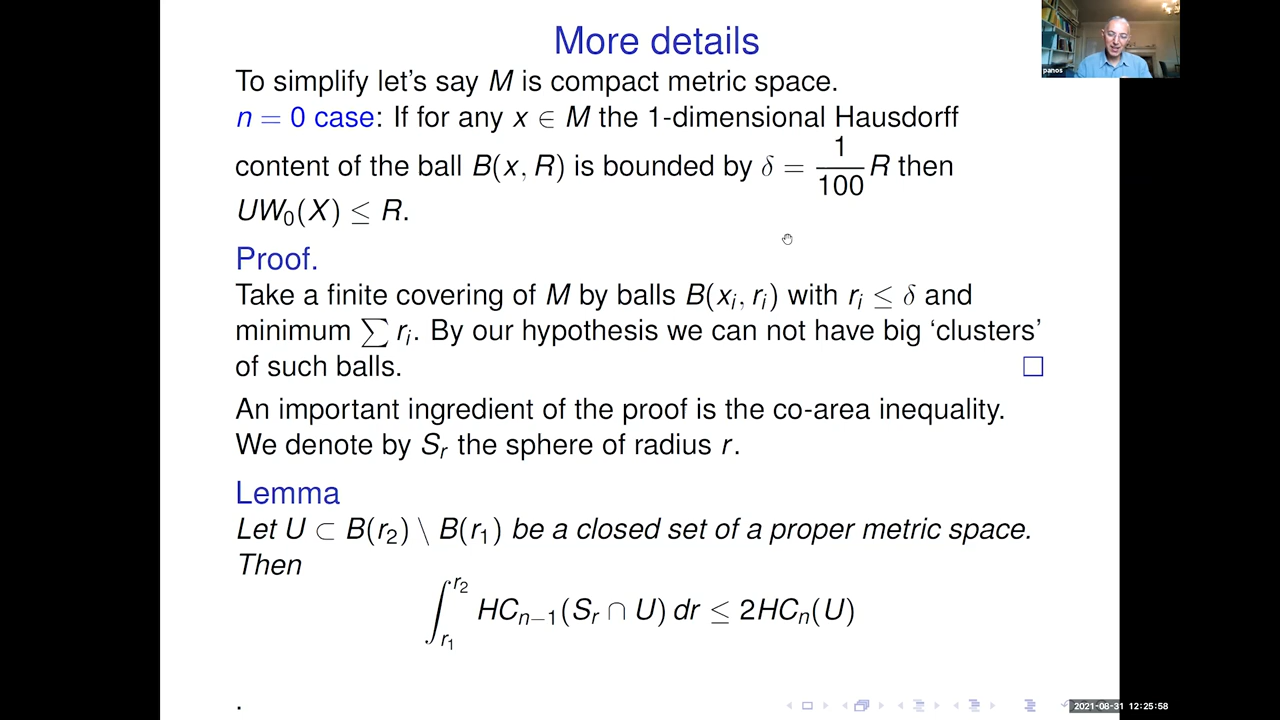 More details
panos
To simplify let's say M is compact metric space.
n = 0 case: If for any x ∈ M the 1-dimensional Hausdorff
content of the ball B(x, R) is bounded by δ = 1/100 R then
UW₀(X) ≤ R.
Proof.
Take a finite covering of M by balls B(xᵢ, rᵢ) with rᵢ ≤ δ and
minimum ∑ rᵢ. By our hypothesis we can not have big ‘clusters’
of such balls. □
An important ingredient of the proof is the co-area inequality.
We denote by Sᵣ the sphere of radius r.
Lemma
Let U ⊂ B(r₂) \ B(r₁) be a closed set of a proper metric space.
Then
∫_{r₁}^{r₂} HC_{n−1}(Sᵣ ∩ U) dr ≤ 2HCₙ(U)
.
2021-08-31 12:25:58